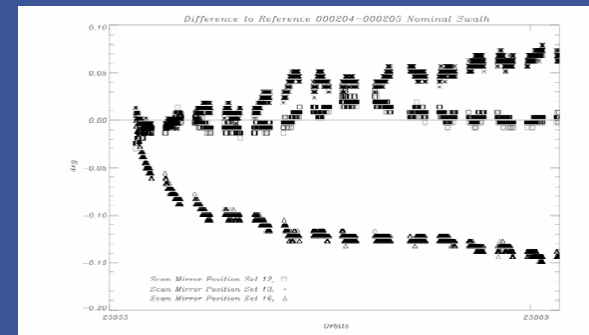 Difference to Reference 000204-000205 Nominal Swath
0.10
0.05
0.00
-0.05
-0.10
-0.15
-0.20
deg
Scan Mirror Position Set 12,
Scan Mirror Position Set 13,
Scan Mirror Position Set 16,
25855
25869
Orbits